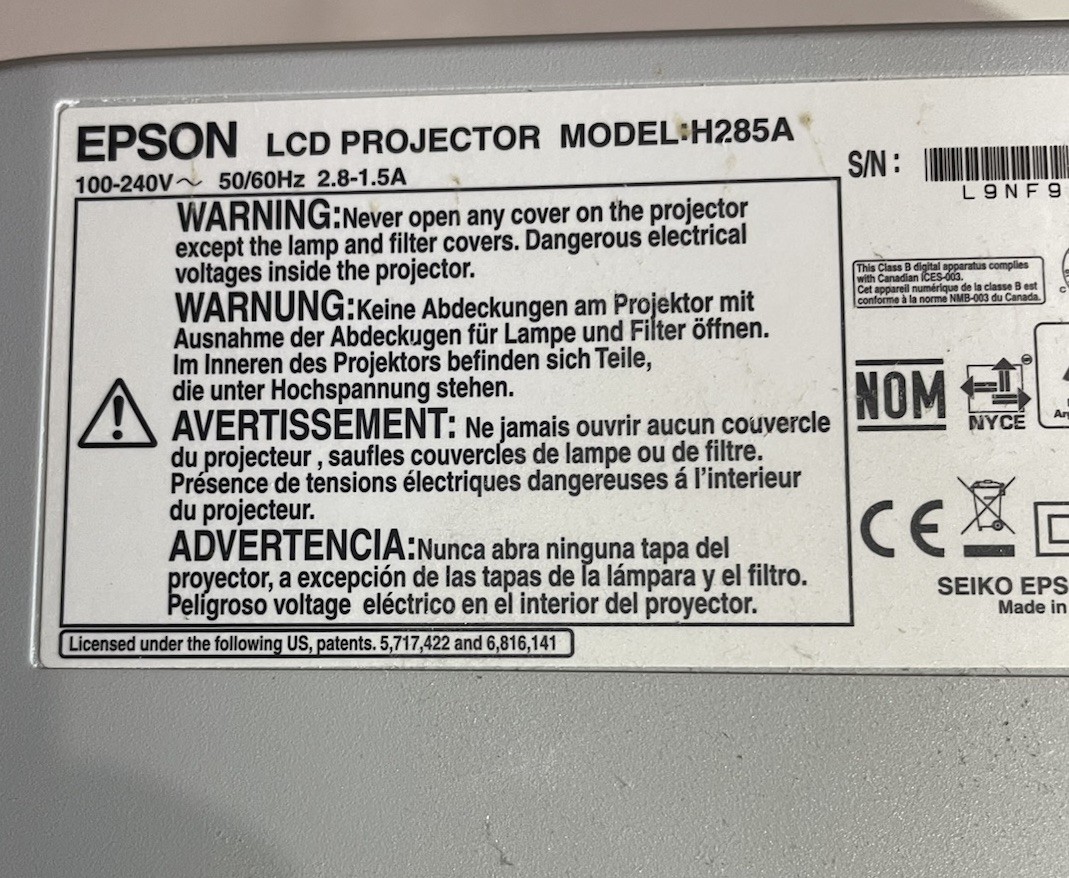 EPSON LCD PROJECTOR MODEL:H285A
100-240V~ 50/60Hz 2.8-1.5A
WARNING:Never open any cover on the projector
except the lamp and filter covers. Dangerous electrical
voltages inside the projector.
WARNUNG:Keine Abdeckungen am Projektor mit
Ausnahme der Abdeckugen für Lampe und Filter öffnen.
Im Inneren des Projektors befinden sich Teile,
die unter Hochspannung stehen.
AVERTISSEMENT: Ne jamais ouvrir aucun couvercle
du projecteur , saufles couvercles de lampe ou de filtre.
Présence de tensions électriques dangereuses á l'interieur
du projecteur.
ADVERTENCIA:Nunca abra ninguna tapa del
proyector, a excepción de las tapas de la lámpara y el filtro.
Peligroso voltage eléctrico en el interior del proyector.
Licensed under the following US, patents. 5,717,422 and 6,816,141
S/N:
L9NF9
This Class B digital apparatus complies
with Canadian ICES-003.
Cet appareil numérique de la classe B est
conforme à la norme NMB-003 du Canada.
NOM
NYCE
CE
SEIKO EPS
Made in